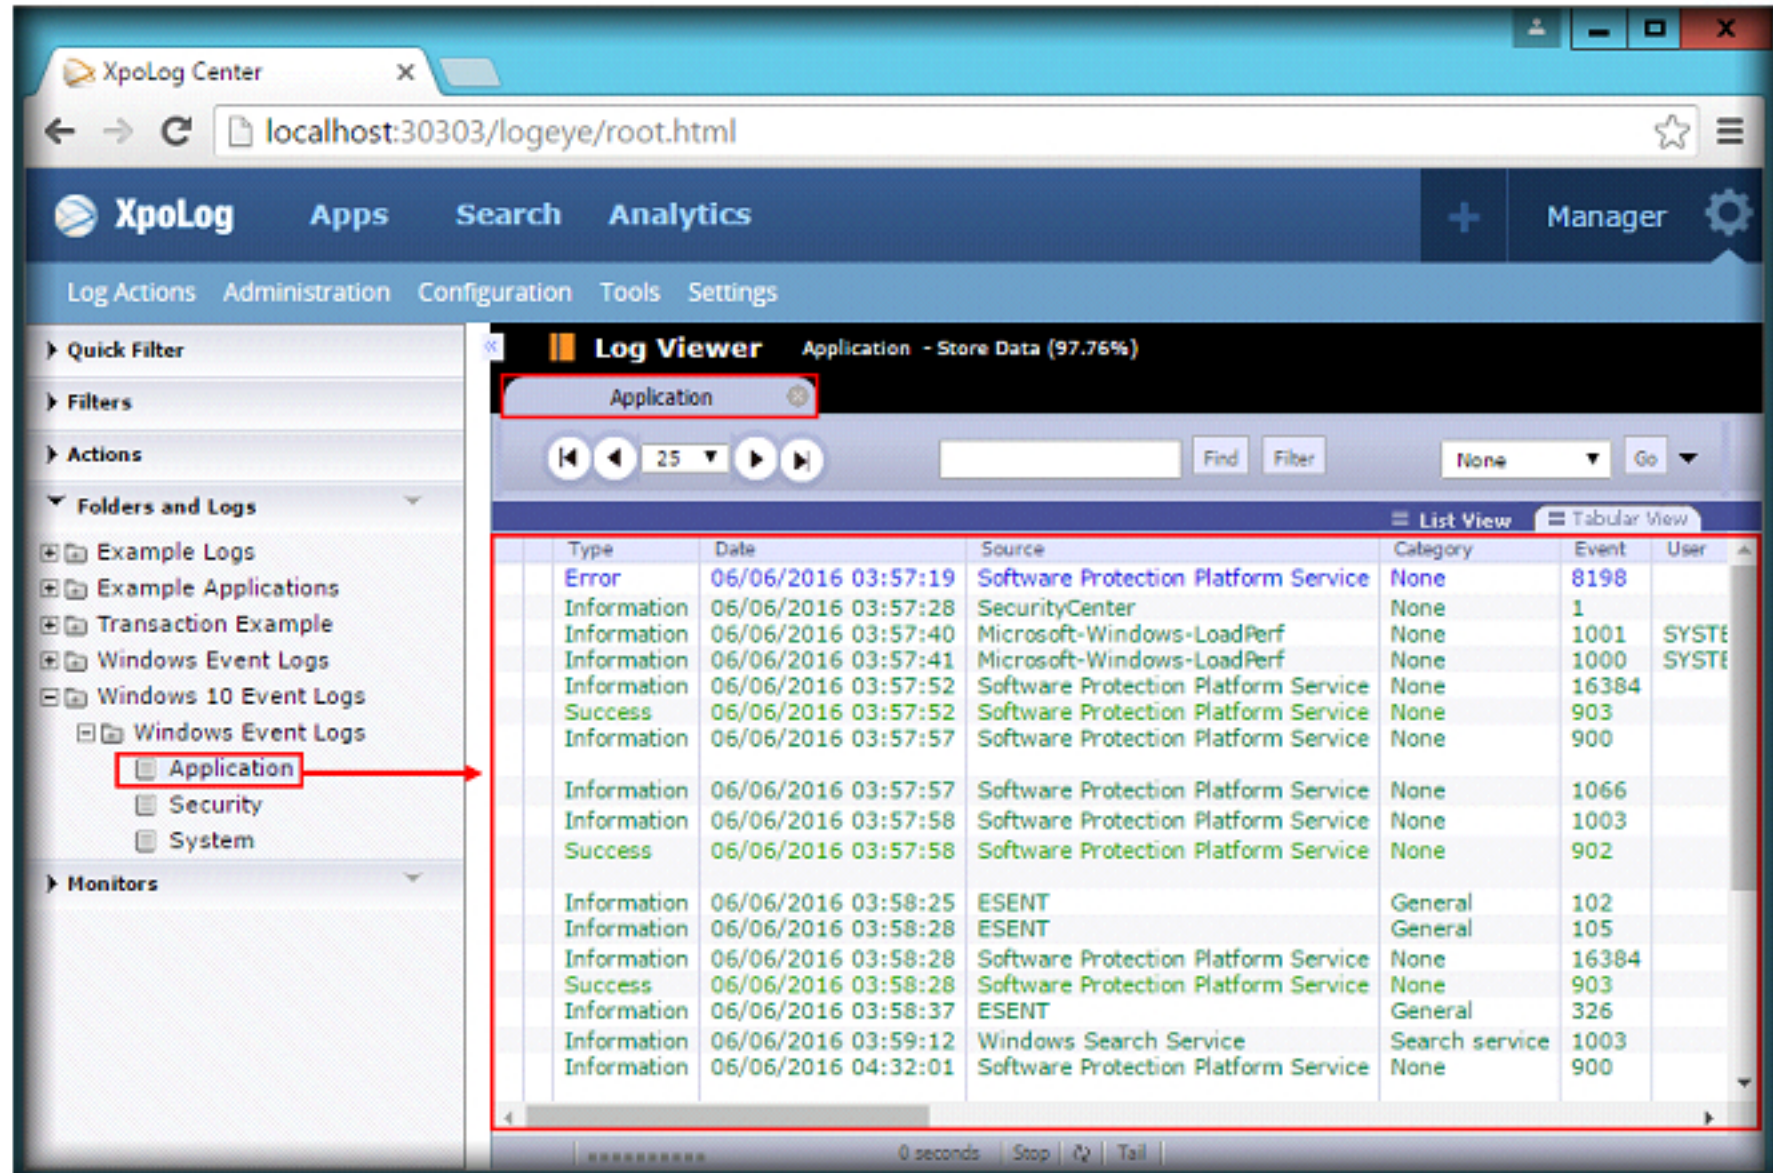 XpoLog Center
localhost:30303/logeye/root.html
XpoLog Apps Search Analytics + Manager
Log Actions Administration Configuration Tools Settings
Quick Filter
Filters
Actions
Folders and Logs
Example Logs
Example Applications
Transaction Example
Windows Event Logs
Windows 10 Event Logs
Windows Event Logs
Application
Security
System
Monitors
Log Viewer Application - Store Data (97.76%)
Application
25 Find Filter None Go
List View Tabular View
Type Date Source Category Event User
Error 06/06/2016 03:57:19 Software Protection Platform Service None 8198
Information 06/06/2016 03:57:28 SecurityCenter None 1
Information 06/06/2016 03:57:40 Microsoft-Windows-LoadPerf None 1001 SYSTE
Information 06/06/2016 03:57:41 Microsoft-Windows-LoadPerf None 1000 SYSTE
Information 06/06/2016 03:57:52 Software Protection Platform Service None 16384
Success 06/06/2016 03:57:52 Software Protection Platform Service None 903
Information 06/06/2016 03:57:57 Software Protection Platform Service None 900
Information 06/06/2016 03:57:57 Software Protection Platform Service None 1066
Information 06/06/2016 03:57:58 Software Protection Platform Service None 1003
Success 06/06/2016 03:57:58 Software Protection Platform Service None 902
Information 06/06/2016 03:58:25 ESENT General 102
Information 06/06/2016 03:58:28 ESENT General 105
Information 06/06/2016 03:58:28 Software Protection Platform Service None 16384
Success 06/06/2016 03:58:28 Software Protection Platform Service None 903
Information 06/06/2016 03:58:37 ESENT General 326
Information 06/06/2016 03:59:12 Windows Search Service Search service 1003
Information 06/06/2016 04:32:01 Software Protection Platform Service None 900
0 seconds Stop Tail